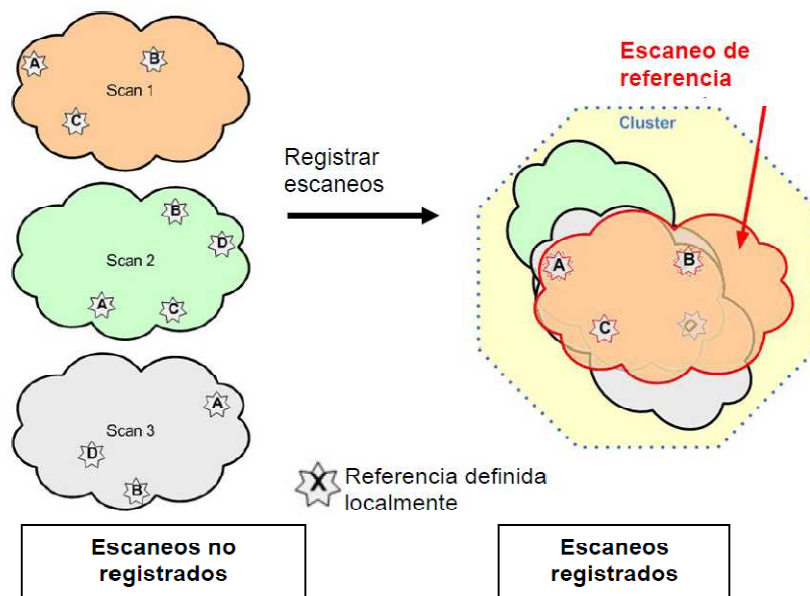 A
B
Scan 1
C
B
Scan 2
D
A
C
A
Scan 3
D
B
Registrar
escaneos
Escaneo de
referencia
Cluster
A
B
C
D
X
Referencia definida
localmente
Escaneos no
registrados
Escaneos
registrados